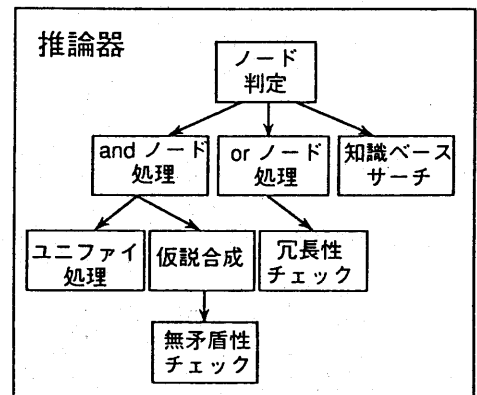 推論器
ノード
判定
and ノード
処理
or ノード
処理
知識ベース
サーチ
ユニファイ
処理
仮説合成
冗長性
チェック
無矛盾性
チェック